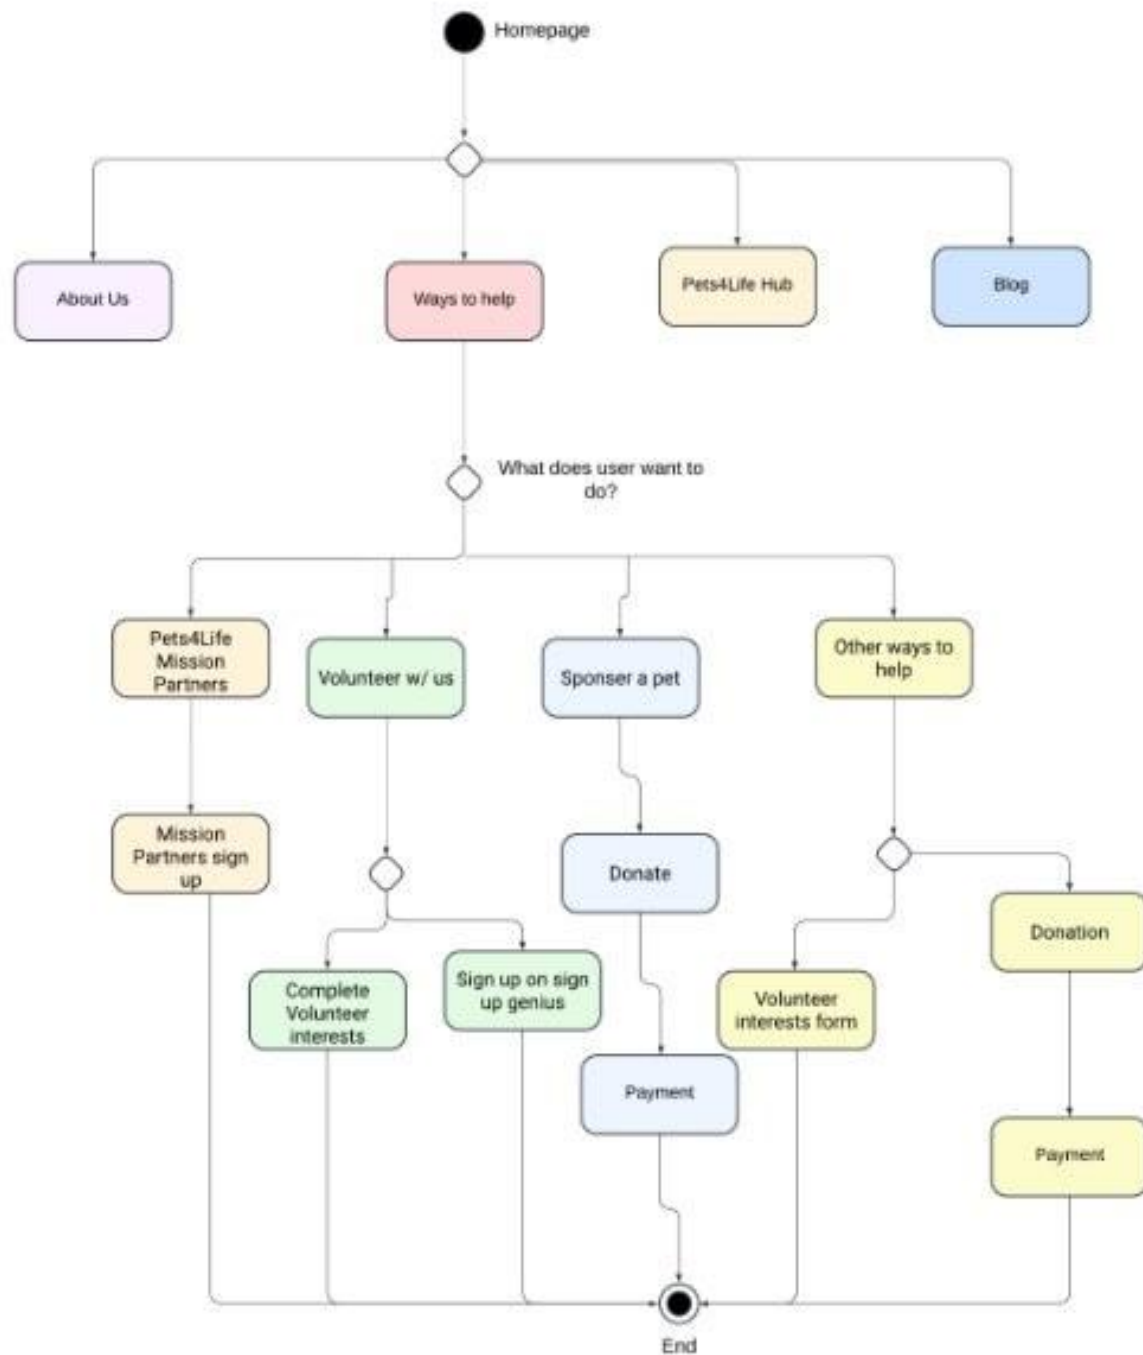 Homepage
About Us
Ways to help
Pets4Life Hub
Blog
What does user want to
do?
Pets4Life
Mission
Partners
Volunteer w/ us
Sponser a pet
Other ways to
help
Mission
Partners sign
up
Donate
Donation
Complete
Volunteer
interests
Sign up on sign
up genius
Volunteer
interests form
Payment
Payment
End